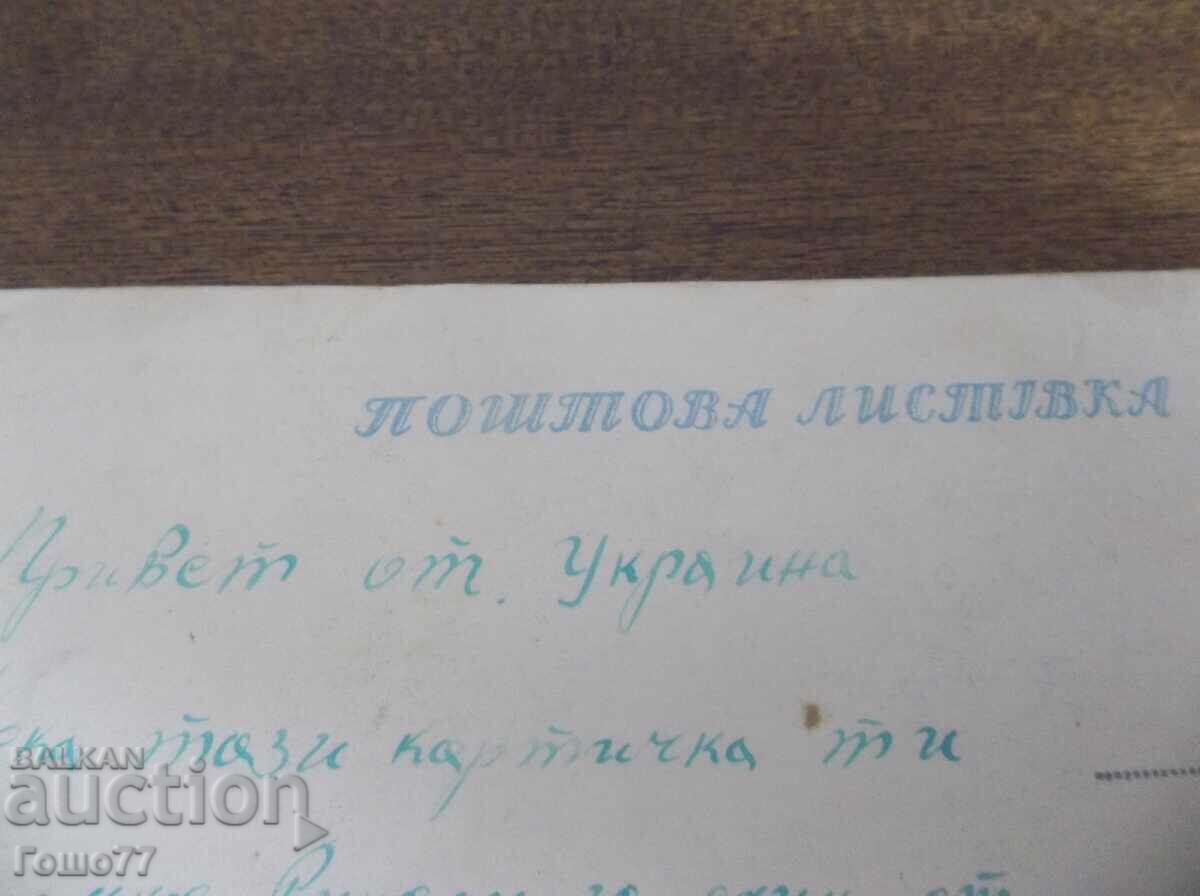 ПОШТОВА ЛИСТІВКА
Привет от Украина
тази картичка ти
BALKAN
auction
Гошо77